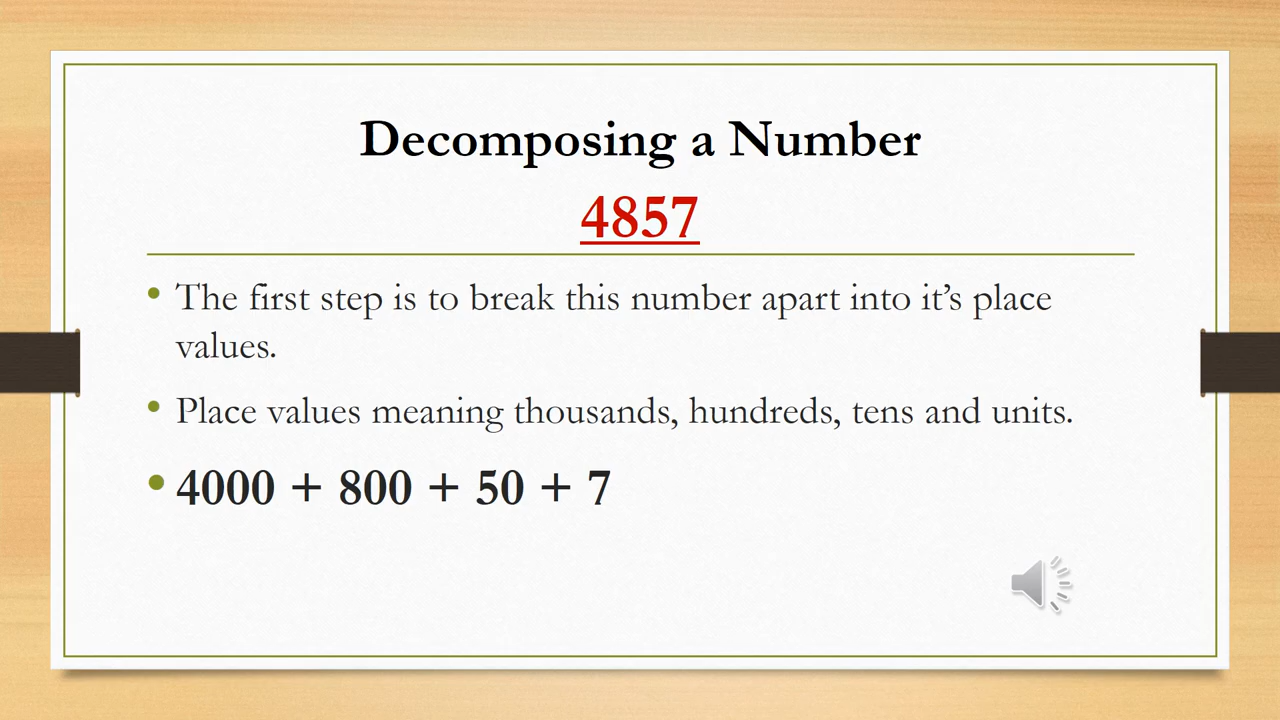 Decomposing a Number
4857
• The first step is to break this number apart into it’s place
values.
• Place values meaning thousands, hundreds, tens and units.
• 4000 + 800 + 50 + 7